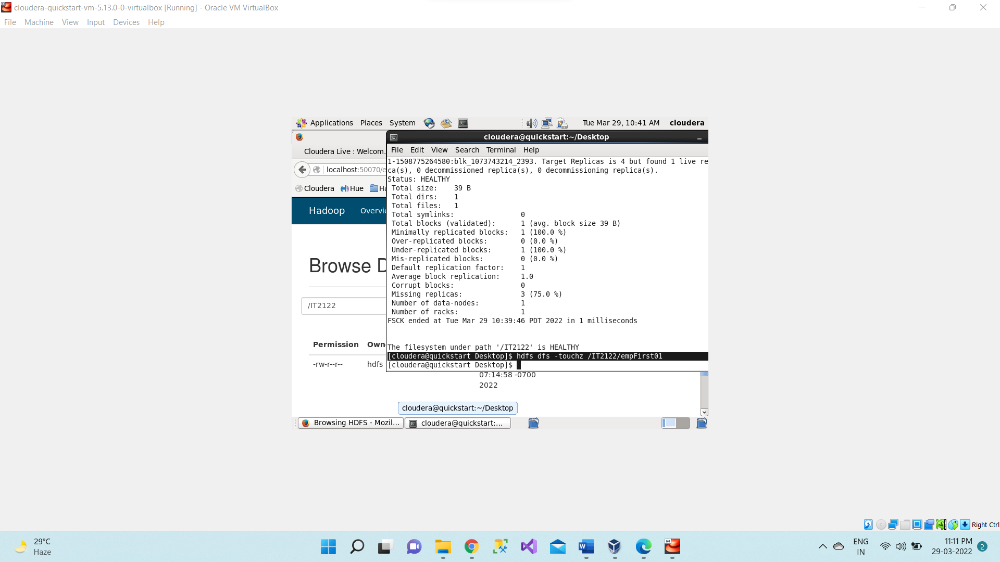 cloudera-quickstart-vm-5.13.0-0-virtualbox [Running] - Oracle VM VirtualBox
File Machine View Input Devices Help
Applications Places System Tue Mar 29, 10:41 AM cloudera
cloudera@quickstart:~/Desktop
Cloudera Live : Welcom.
File Edit View Search Terminal Help
localhost:50070/e
Cloudera Hue Ha
Hadoop Overvie
Browse D
/IT2122
Permission Own
-rw-r--r-- hdfs
1-1508775264580:blk_1073743214_2393. Target Replicas is 4 but found 1 live re
ca(s), 0 decommissioned replica(s), 0 decommissioning replica(s).
Status: HEALTHY
Total size: 39 B
Total dirs: 1
Total files: 1
Total symlinks: 0
Total blocks (validated): 1 (avg. block size 39 B)
Minimally replicated blocks: 1 (100.0 %)
Over-replicated blocks: 0 (0.0 %)
Under-replicated blocks: 1 (100.0 %)
Mis-replicated blocks: 0 (0.0 %)
Default replication factor: 1
Average block replication: 1.0
Corrupt blocks: 0
Missing replicas: 3 (75.0 %)
Number of data-nodes: 1
Number of racks: 1
FSCK ended at Tue Mar 29 10:39:46 PDT 2022 in 1 milliseconds
The filesystem under path '/IT2122' is HEALTHY
[cloudera@quickstart Desktop]$ hdfs dfs -touchz /IT2122/empFirst01
[cloudera@quickstart Desktop]$
07:14:58 -0700
2022
cloudera@quickstart:~/Desktop
Browsing HDFS - Mozil... cloudera@quickstart:...
Right Ctrl
29°C
Haze
64
ENG
IN
11:11 PM
29-03-2022
2